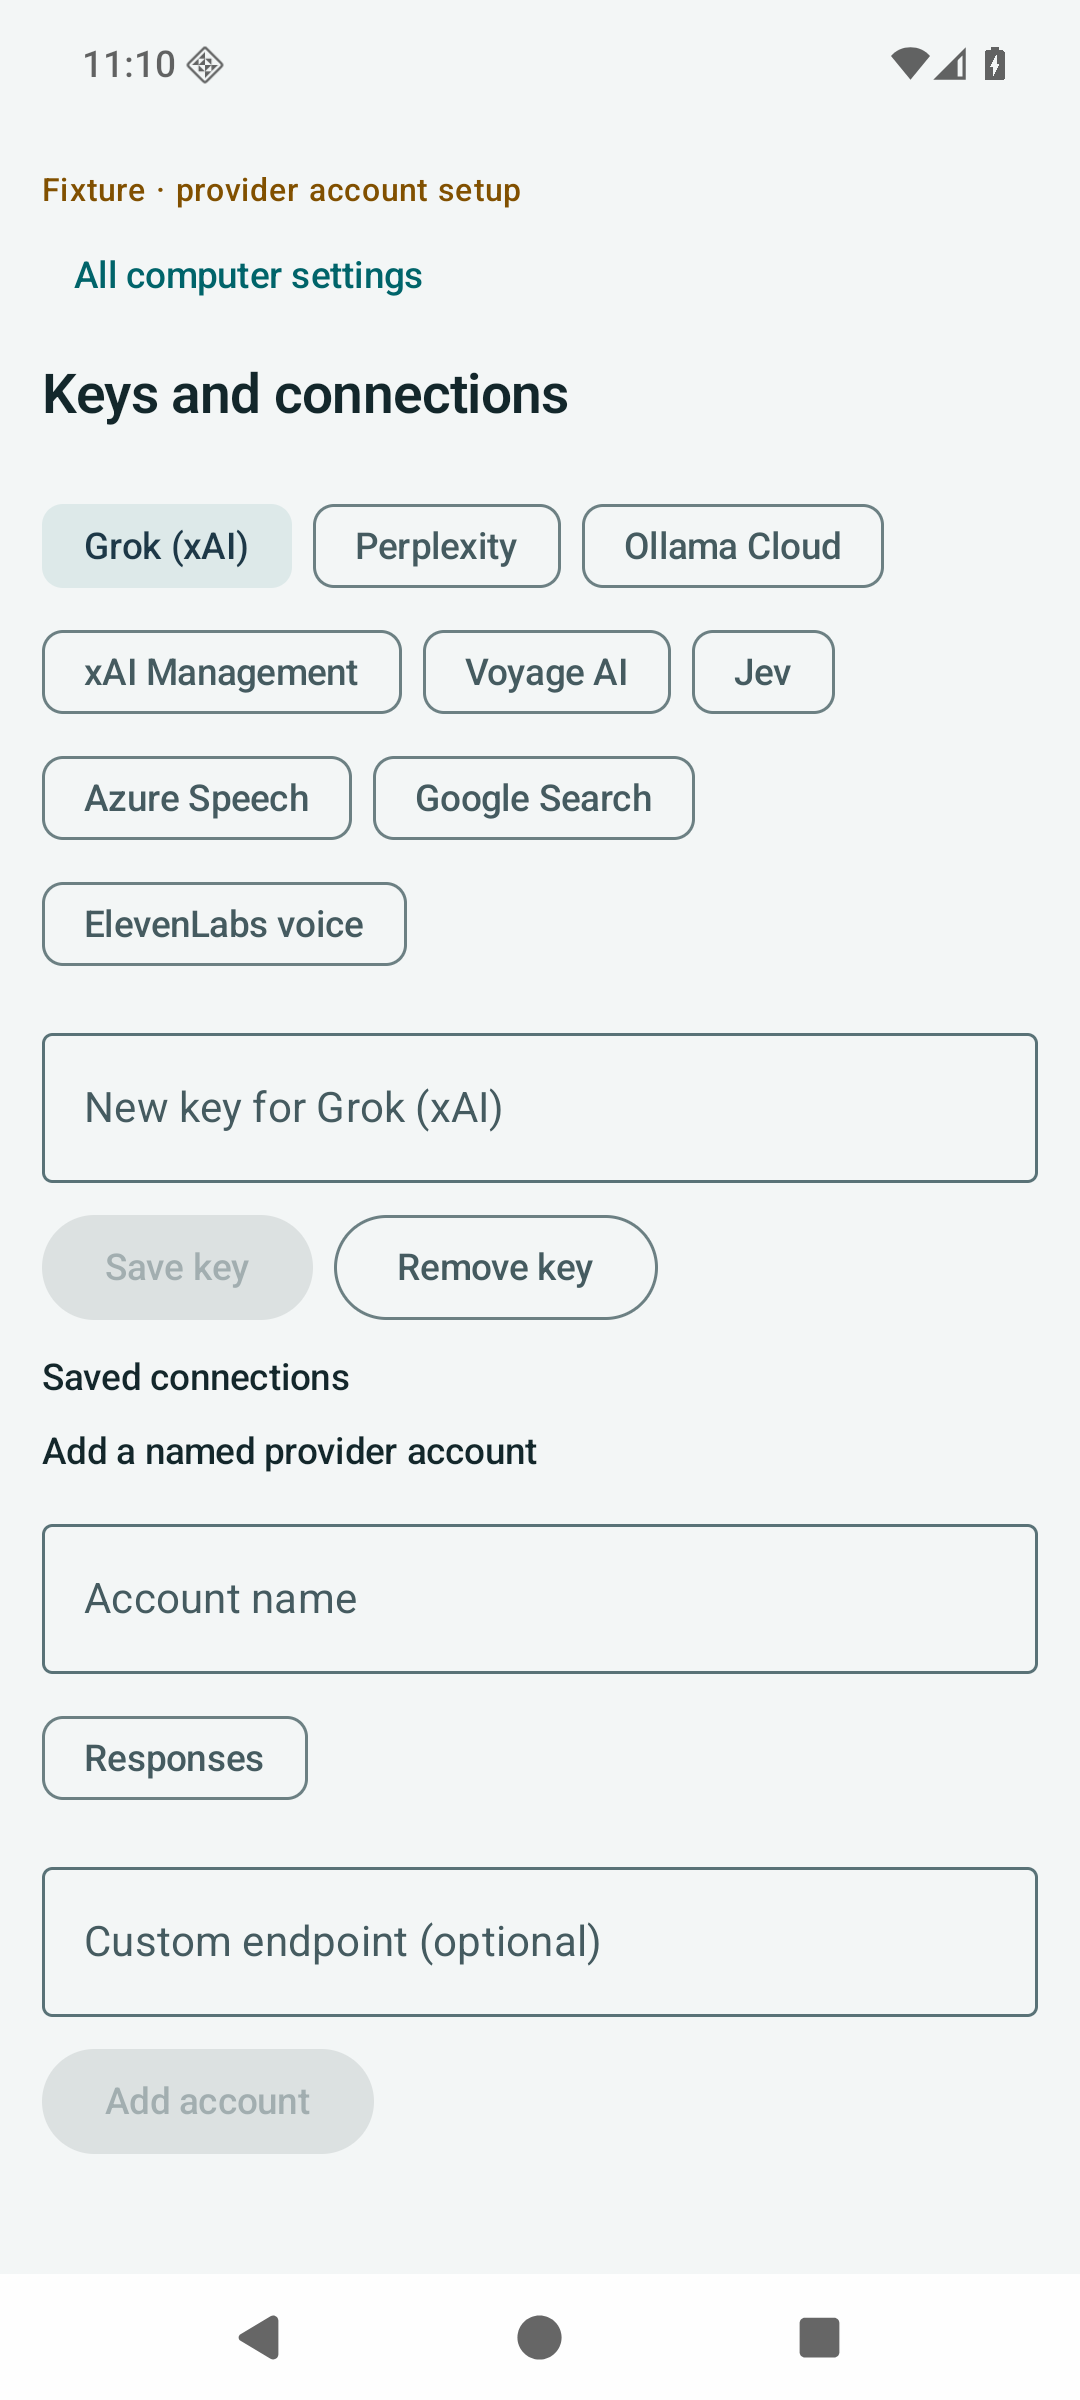 11:10
Fixture · provider account setup
All computer settings
Keys and connections
Grok (xAI) Perplexity Ollama Cloud
xAI Management Voyage AI Jev
Azure Speech Google Search
ElevenLabs voice
New key for Grok (xAI)
Save key Remove key
Saved connections
Add a named provider account
Account name
Responses
Custom endpoint (optional)
Add account